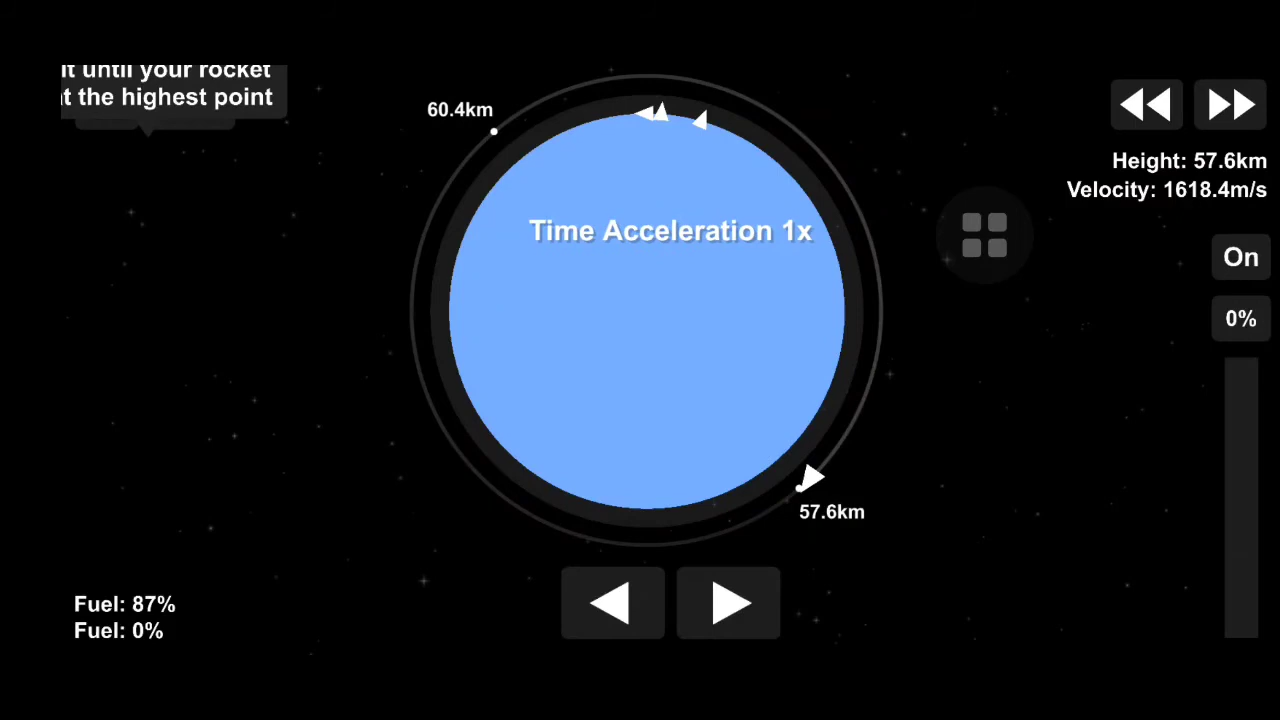 it until your rocket
t the highest point
60.4km
Time Acceleration 1x
Height: 57.6km
Velocity: 1618.4m/s
On
0%
57.6km
Fuel: 87%
Fuel: 0%